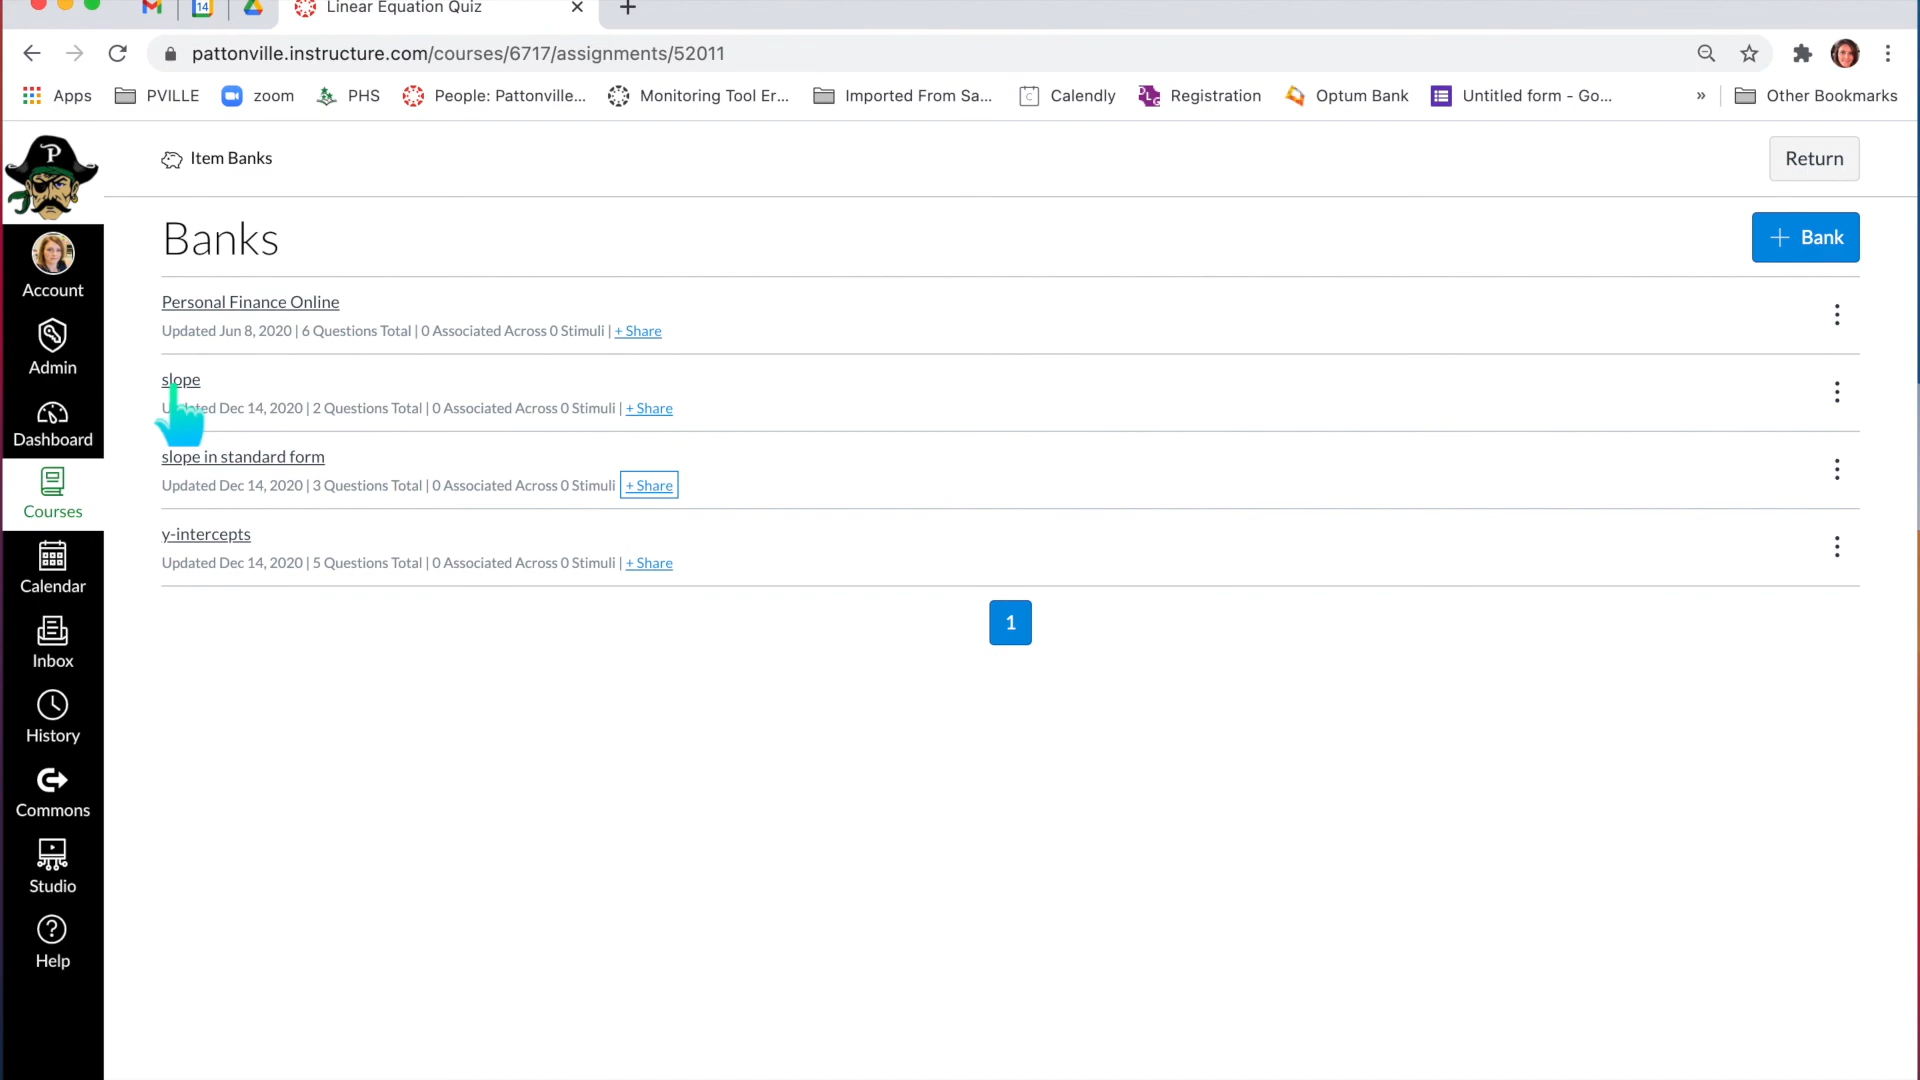 Linear Equation Quiz
14
pattonville.instructure.com/courses/6717/assignments/52011
Apps PVILLE zoom PHS People: Pattonville... Monitoring Tool Er... Imported From Sa... C Calendly Registration Optum Bank Untitled form - Go... » Other Bookmarks
P
Item Banks
Return
Banks
+ Bank
Personal Finance Online
Updated Jun 8, 2020 | 6 Questions Total | 0 Associated Across 0 Stimuli | + Share
slope
Dec 14, 2020 | 2 Questions Total | 0 Associated Across 0 Stimuli | + Share
slope in standard form
Updated Dec 14, 2020 | 3 Questions Total | 0 Associated Across 0 Stimuli + Share
y-intercepts
Updated Dec 14, 2020 | 5 Questions Total | 0 Associated Across 0 Stimuli | + Share
1
Account
Admin
Dashboard
Courses
Calendar
Inbox
History
Commons
Studio
Help